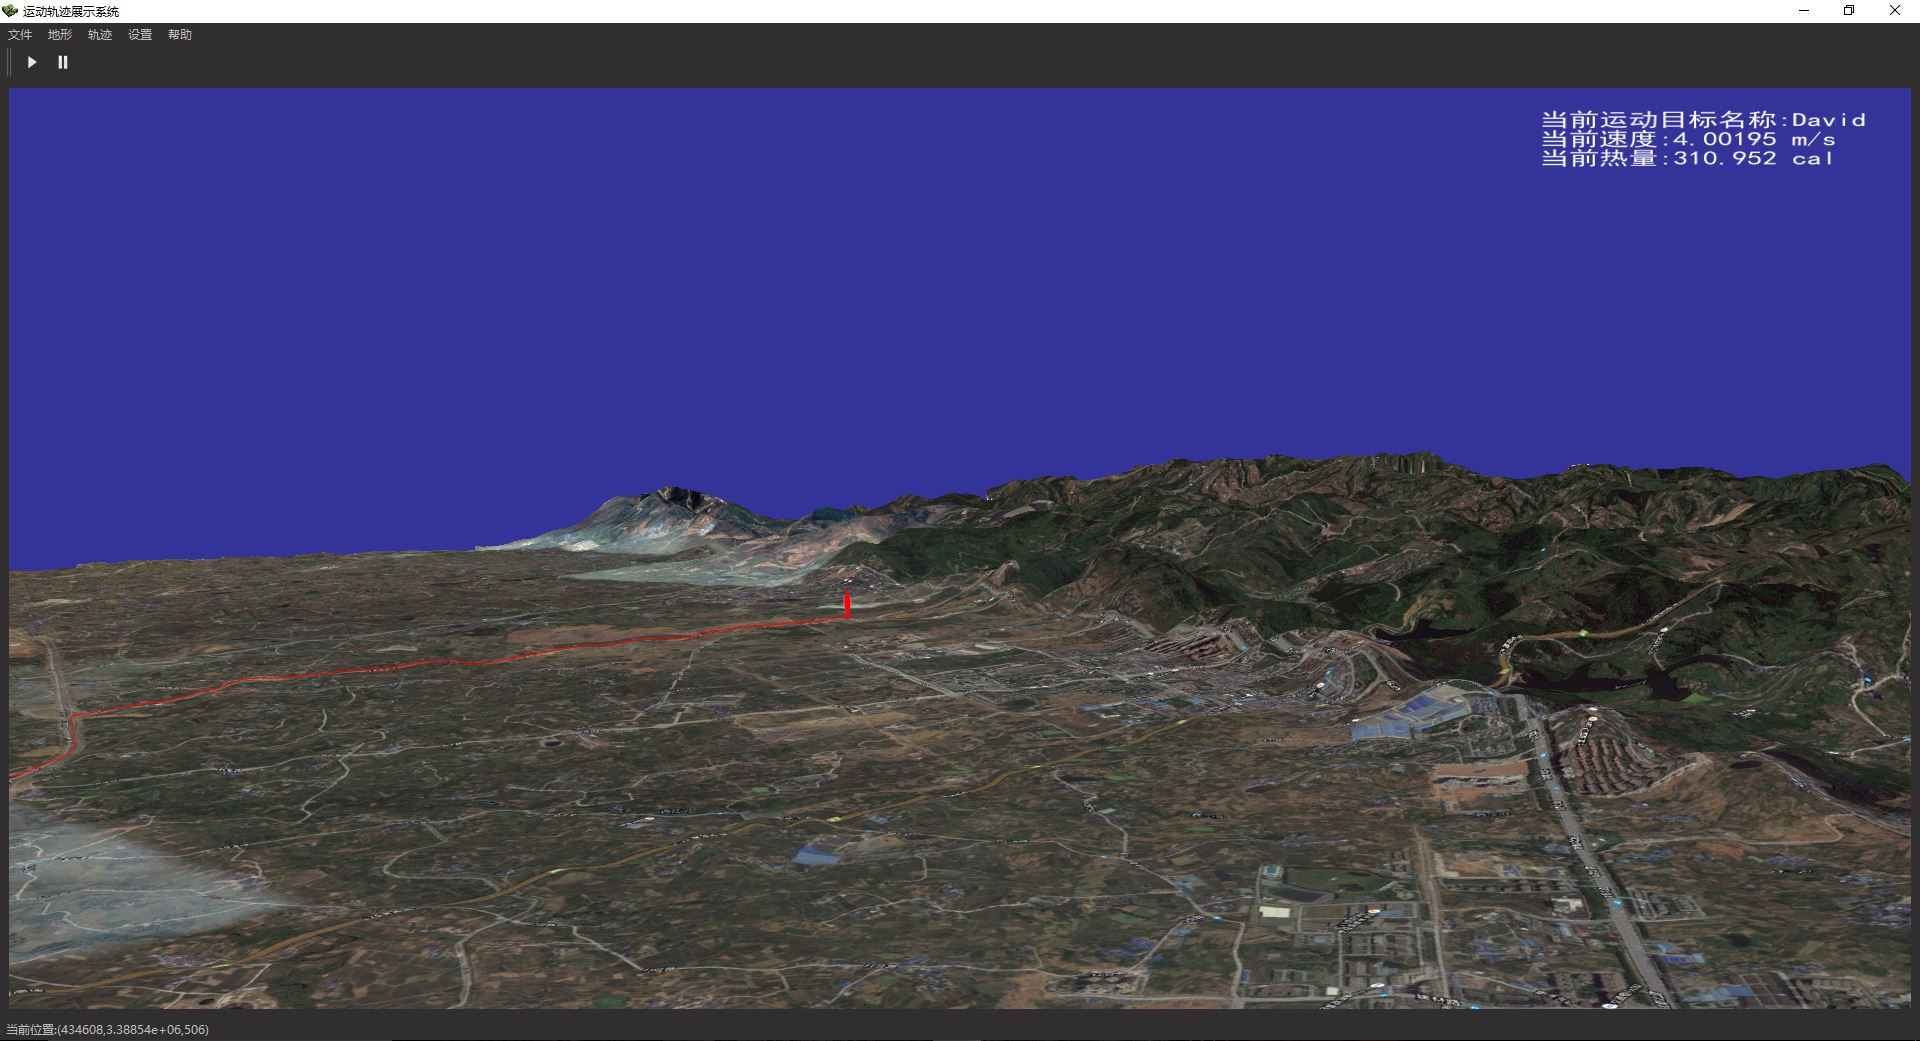 运动轨迹展示系统
文件 地形 轨迹 设置 帮助
当前运动目标名称:David
当前速度:4.00195 m/s
当前热量:310.952 cal
当前位置:(434608,3.38854e+06,506)